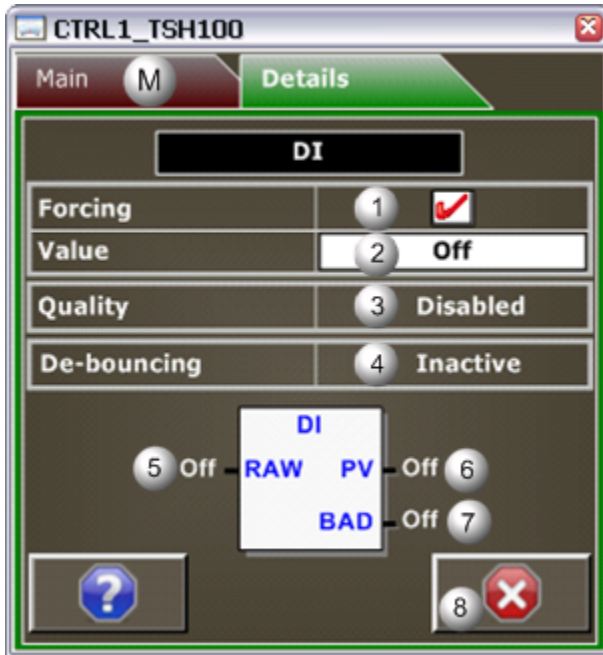 CTRL1_TSH100
Main M Details
DI
Forcing 1
Value 2 Off
Quality 3 Disabled
De-bouncing 4 Inactive
DI
5 Off RAW PV Off 6
BAD Off 7
? 8